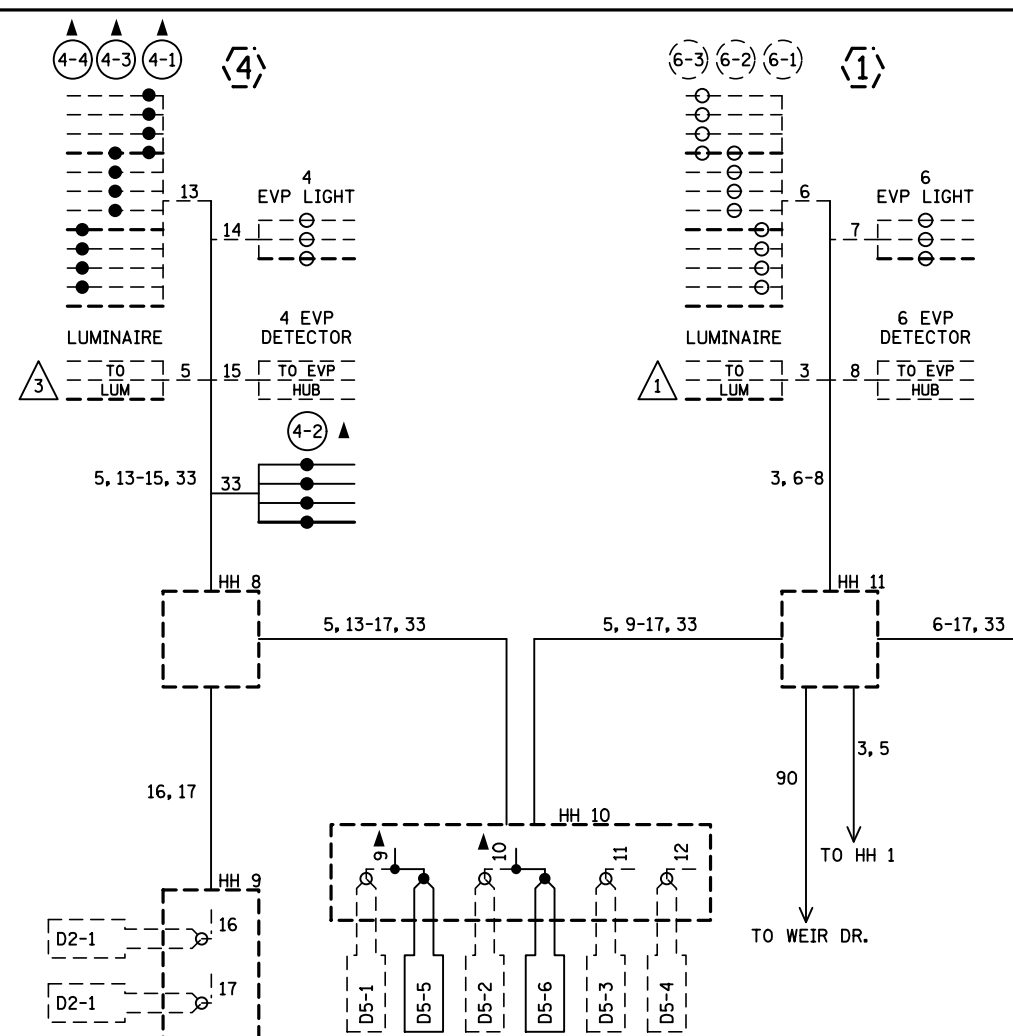 4-4 4-3 4-1 4
6-3 6-2 6-1 1
13
4
EVP LIGHT
14
6
6
EVP LIGHT
7
LUMINAIRE
4 EVP
DETECTOR
LUMINAIRE
6 EVP
DETECTOR
3
TO
LUM
5
15
TO EVP
HUB
1
TO
LUM
3
8
TO EVP
HUB
4-2
5,13-15,33
33
3,6-8
HH 8
HH 11
5,13-17,33
5,9-17,33
6-17,33
16,17
90
3,5
TO HH 1
TO WEIR DR.
HH 10
9
10
11
12
HH 9
D2-1
16
D2-1
17
D5-1
D5-5
D5-2
D5-6
D5-3
D5-4